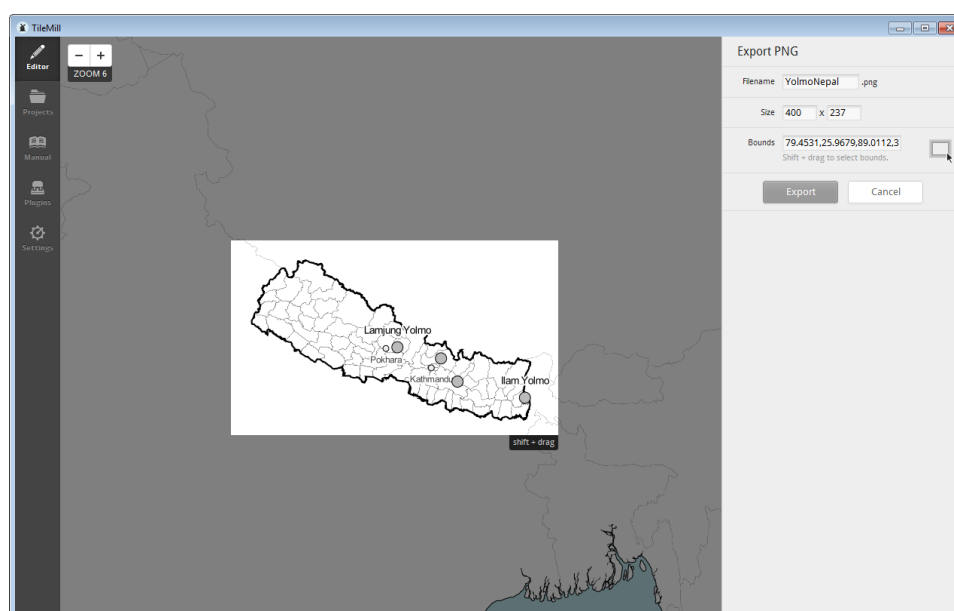 TileMill
Editor
Projects
Manual
Plugins
Settings
− +
ZOOM 6
Lamjung Yolmo
Pokhara
Kathmandu
Ilam Yolmo
shift + drag
Export PNG
Filename YolmoNepal .png
Size 400 x 237
Bounds 79.4531,25.9679,89.0112,3
Shift + drag to select bounds.
Export Cancel